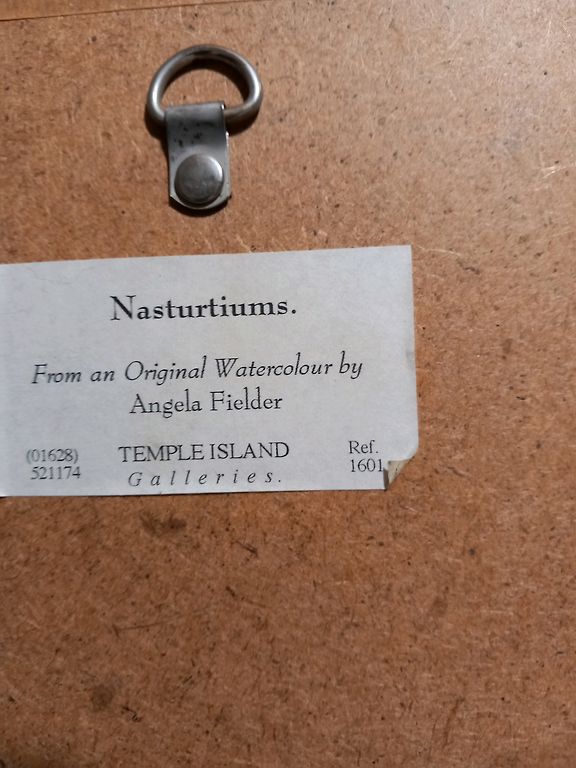 Nasturtiums.
From an Original Watercolour by
Angela Fielder
(01628)
521174
TEMPLE ISLAND
Galleries.
Ref.
1601